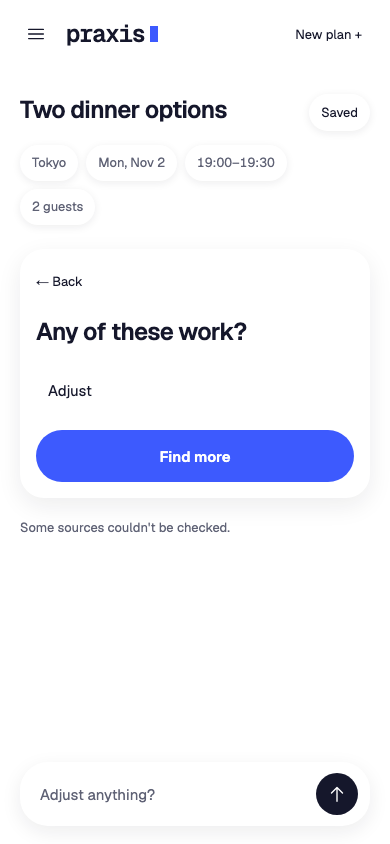 praxis
New plan +
Two dinner options
Saved
Tokyo
Mon, Nov 2
19:00–19:30
2 guests
← Back
Any of these work?
Adjust
Find more
Some sources couldn't be checked.
Adjust anything?